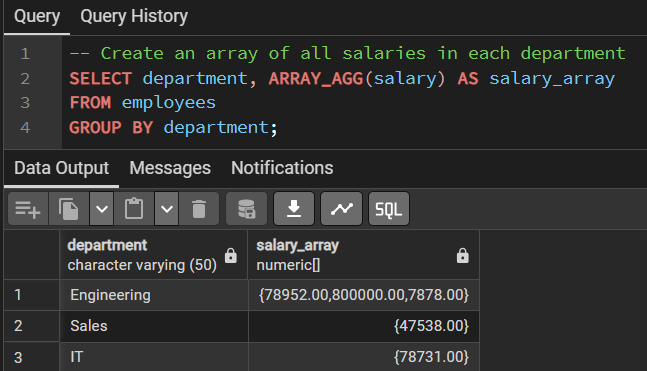 Query Query History
1 -- Create an array of all salaries in each department
2 SELECT department, ARRAY_AGG(salary) AS salary_array
3 FROM employees
4 GROUP BY department;
Data Output Messages Notifications
SQL
department salary_array
character varying (50) numeric[]
1 Engineering {78952.00,800000.00,7878.00}
2 Sales {47538.00}
3 IT {78731.00}